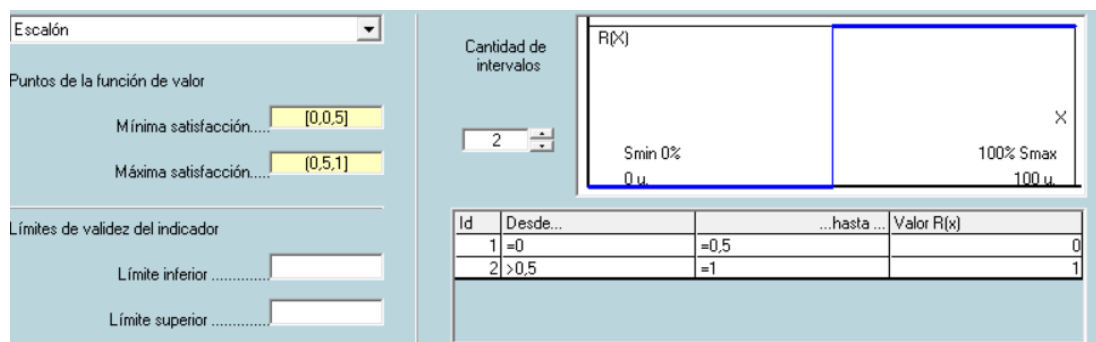 Escalón
Puntos de la función de valor
Mínima satisfacción..... [0,0,5]
Máxima satisfacción..... (0,5,1]
Límites de validez del indicador
Límite inferior ..............
Límite superior ..............
Cantidad de
intervalos
2
R(X)
X
Smin 0% 100% Smax
0 u. 100 u.
Id Desde... ...hasta ... Valor R(x)
1 =0 =0,5 0
2 >0,5 =1 1